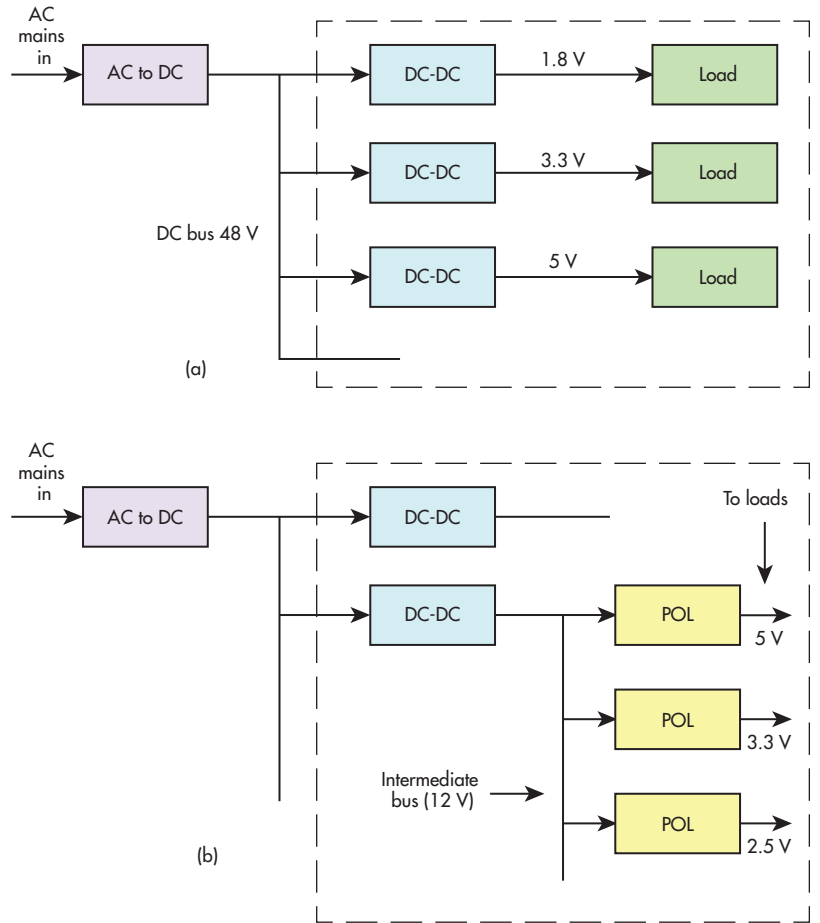 AC
mains
in
AC to DC
DC-DC
1.8 V
Load
DC-DC
3.3 V
Load
DC bus 48 V
DC-DC
5 V
Load
(a)
AC
mains
in
AC to DC
DC-DC
To loads
DC-DC
POL
5 V
POL
3.3 V
Intermediate
bus (12 V)
POL
2.5 V
(b)